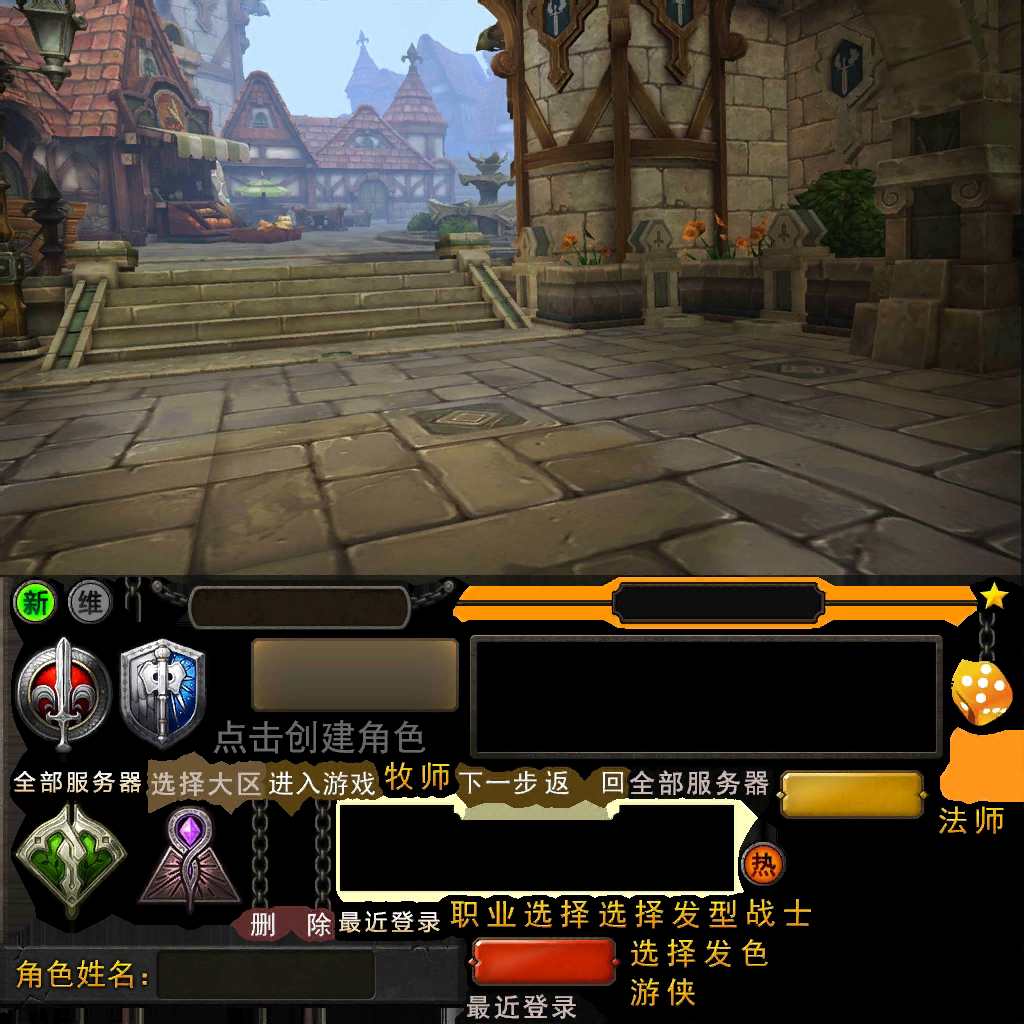 新
维
点击创建角色
全部服务器
选择大区
进入游戏
牧师
下一步
返 回
全部服务器
法师
热
删 除
最近登录
职业选择
选择发型
战士
角色姓名：
选择发色
游侠
最近登录